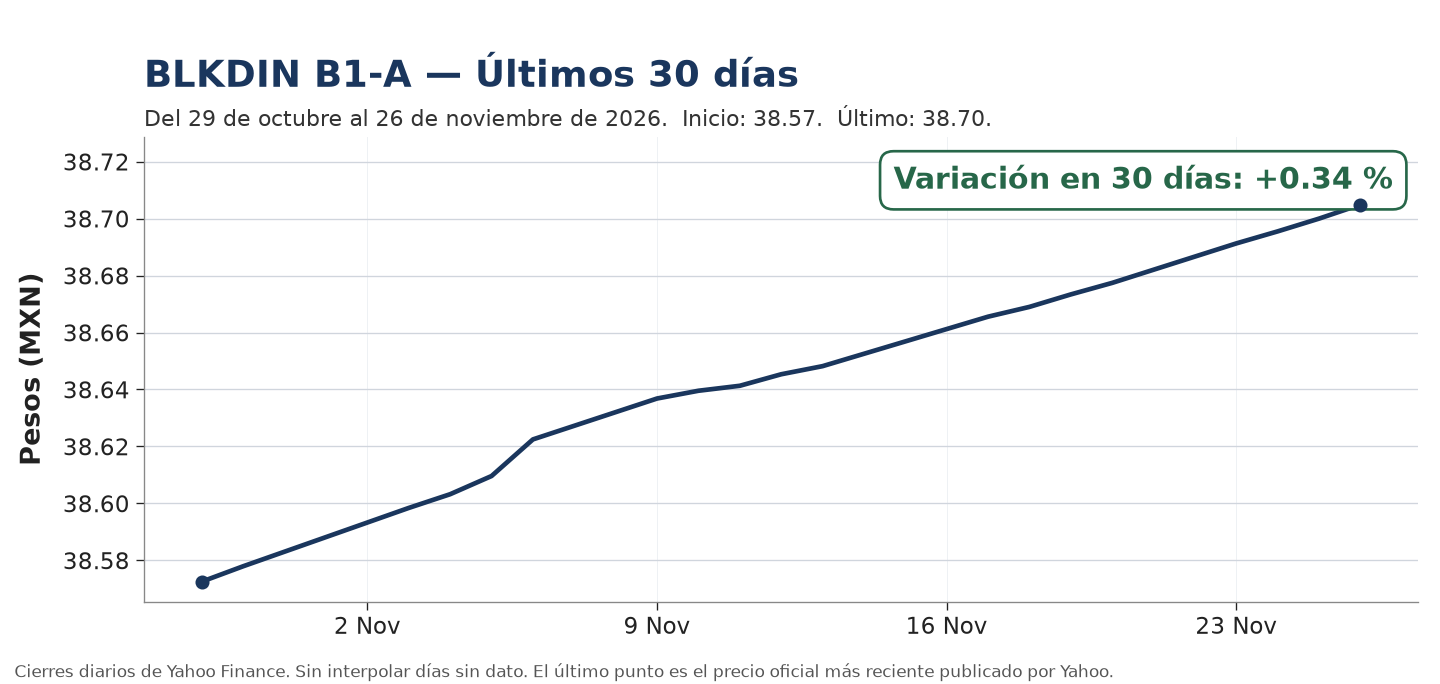 BLKDIN B1-A — Últimos 30 días
Del 29 de octubre al 26 de noviembre de 2026.  Inicio: 38.57.  Último: 38.70.
Variación en 30 días: +0.34 %
Pesos (MXN)
38.72
38.70
38.68
38.66
38.64
38.62
38.60
38.58
2 Nov
9 Nov
16 Nov
23 Nov
Cierres diarios de Yahoo Finance. Sin interpolar días sin dato. El último punto es el precio oficial más reciente publicado por Yahoo.